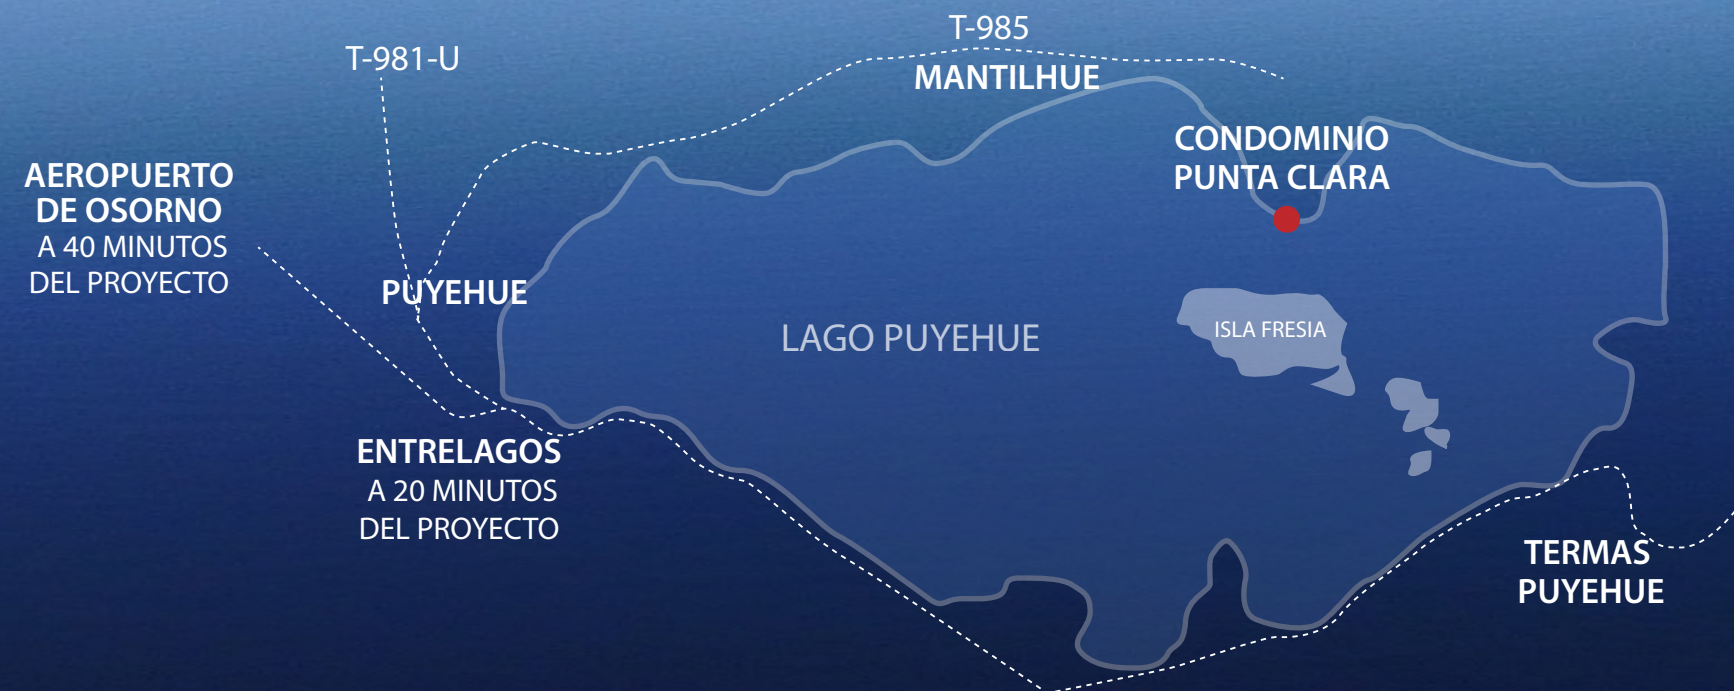 T-985
T-981-U
MANTILHUE
CONDOMINIO
PUNTA CLARA
AEROPUERTO
DE OSORNO
A 40 MINUTOS
DEL PROYECTO
PUYEHUE
LAGO PUYEHUE
ISLA FRESIA
ENTRELAGOS
A 20 MINUTOS
DEL PROYECTO
TERMAS
PUYEHUE